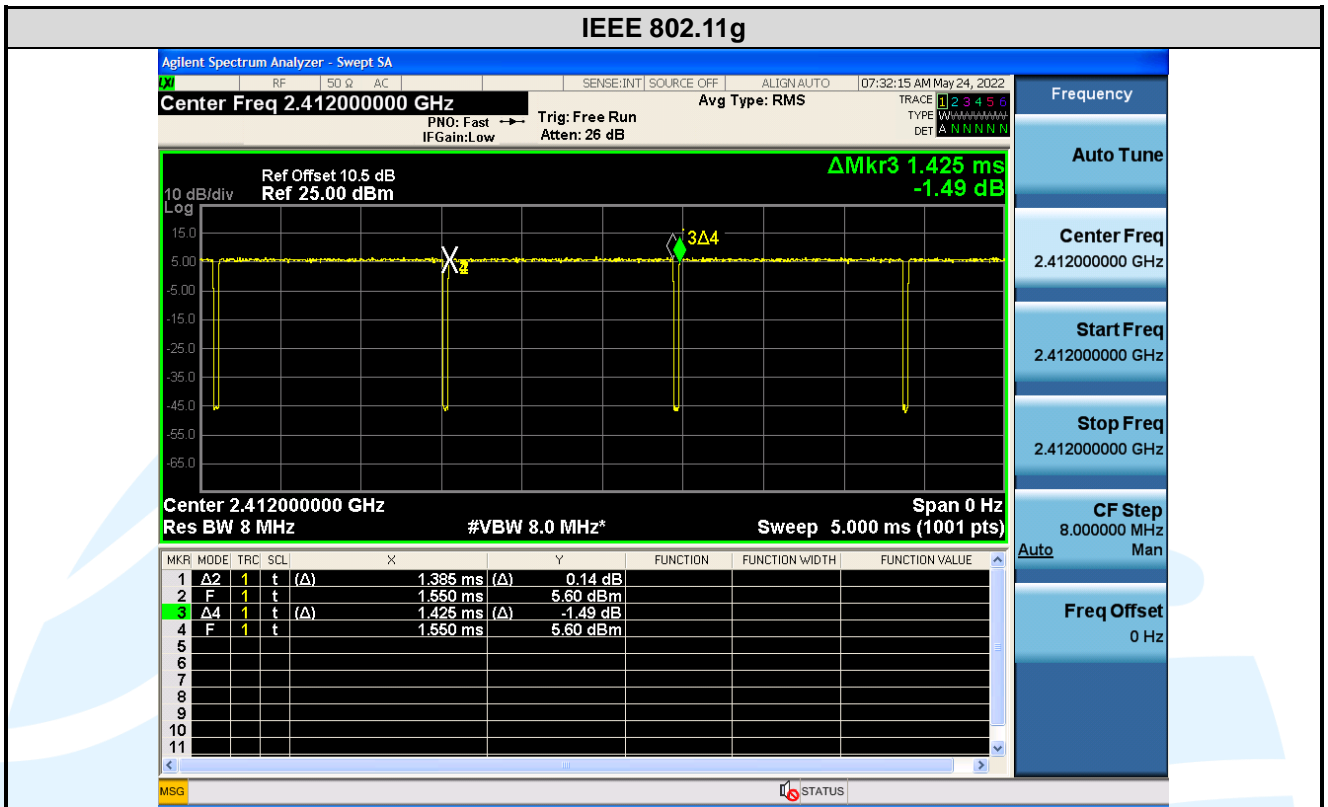 IEEE 802.11g
Agilent Spectrum Analyzer - Swept SA
LXI RF 50 Ω AC SENSE:INT SOURCE OFF ALIGN AUTO 07:32:15 AM May 24, 2022
Center Freq 2.412000000 GHz
PNO: Fast
IFGain:Low
Trig: Free Run
Atten: 26 dB
Avg Type: RMS
TRACE 1 2 3 4 5 6
TYPE WWWWWW
DET A N N N N N
ΔMkr3 1.425 ms
-1.49 dB
Ref Offset 10.5 dB
10 dB/div Ref 25.00 dBm
Log
15.0
5.00
-5.00
-15.0
-25.0
-35.0
-45.0
-55.0
-65.0
3Δ4
Center 2.412000000 GHz Span 0 Hz
Res BW 8 MHz #VBW 8.0 MHz* Sweep 5.000 ms (1001 pts)
MKR MODE TRC SCL X Y FUNCTION FUNCTION WIDTH FUNCTION VALUE
1 Δ2 1 t (Δ) 1.385 ms (Δ) 0.14 dB
2 F 1 t 1.550 ms 5.60 dBm
3 Δ4 1 t (Δ) 1.425 ms (Δ) -1.49 dB
4 F 1 t 1.550 ms 5.60 dBm
5
6
7
8
9
10
11
MSG STATUS
Frequency
Auto Tune
Center Freq
2.412000000 GHz
Start Freq
2.412000000 GHz
Stop Freq
2.412000000 GHz
CF Step
8.000000 MHz
Auto Man
Freq Offset
0 Hz